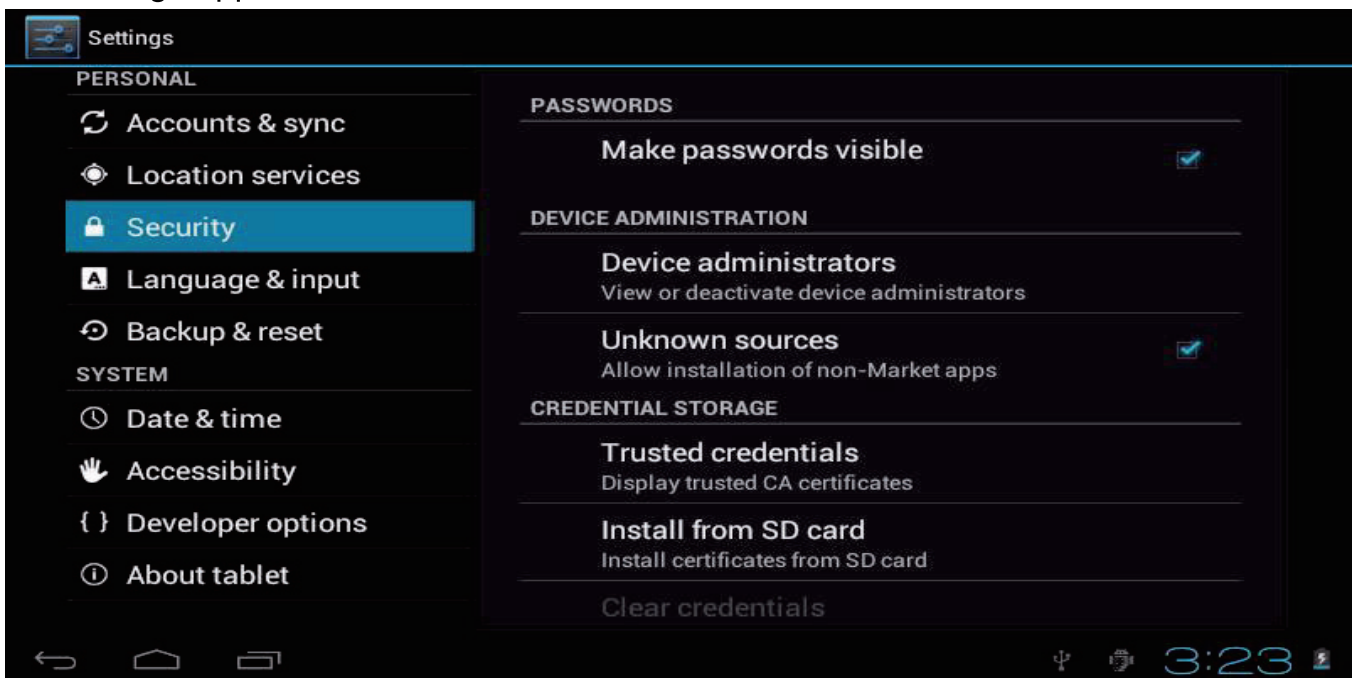 Settings
PERSONAL
Accounts & sync
Location services
Security
Language & input
Backup & reset
SYSTEM
Date & time
Accessibility
{ } Developer options
About tablet
PASSWORDS
Make passwords visible
DEVICE ADMINISTRATION
Device administrators
View or deactivate device administrators
Unknown sources
Allow installation of non-Market apps
CREDENTIAL STORAGE
Trusted credentials
Display trusted CA certificates
Install from SD card
Install certificates from SD card
Clear credentials
3:23